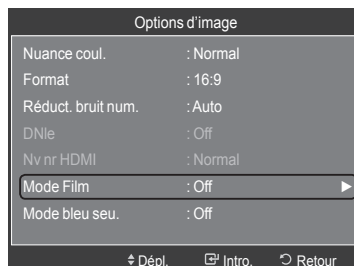 Options d'image
Nuance coul. : Normal
Format : 16:9
Réduct. bruit num. : Auto
DNIe : Off
Nv nr HDMI : Normal
Mode Film : Off
Mode bleu seu. : Off
Dépl. Intro. Retour